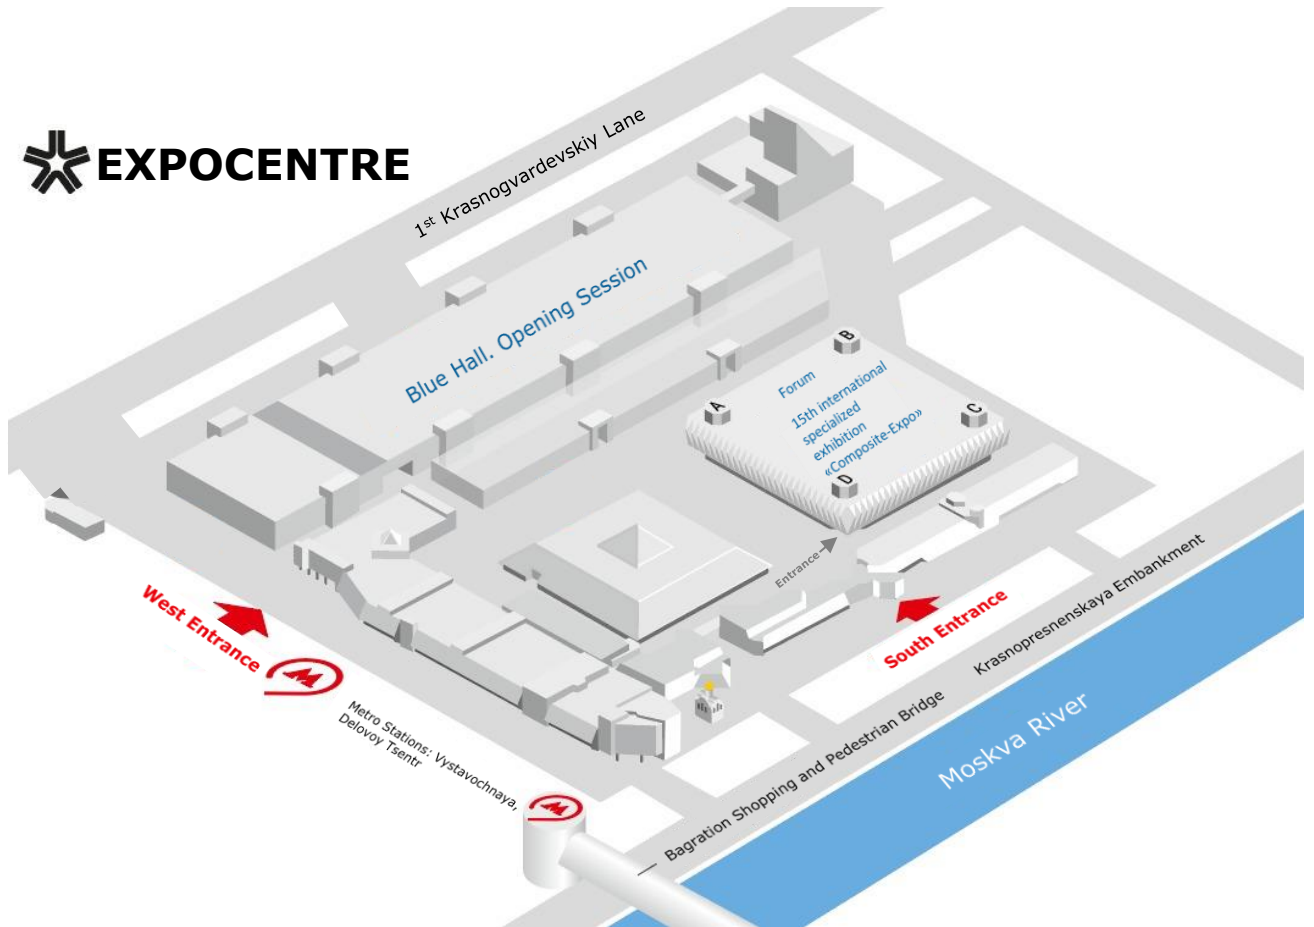 EXPOCENTRE
1st Krasnogvardevskiy Lane
Blue Hall. Opening Session
B
A
C
D
Forum
15th international
specialized
exhibition
«Composite-Expo»
Entrance
West Entrance
M
Metro Stations: Vystavochnaya,
Delovoy Tsentr
M
South Entrance
Krasnopresnenskaya Embankment
Bagration Shopping and Pedestrian Bridge
Moskva River